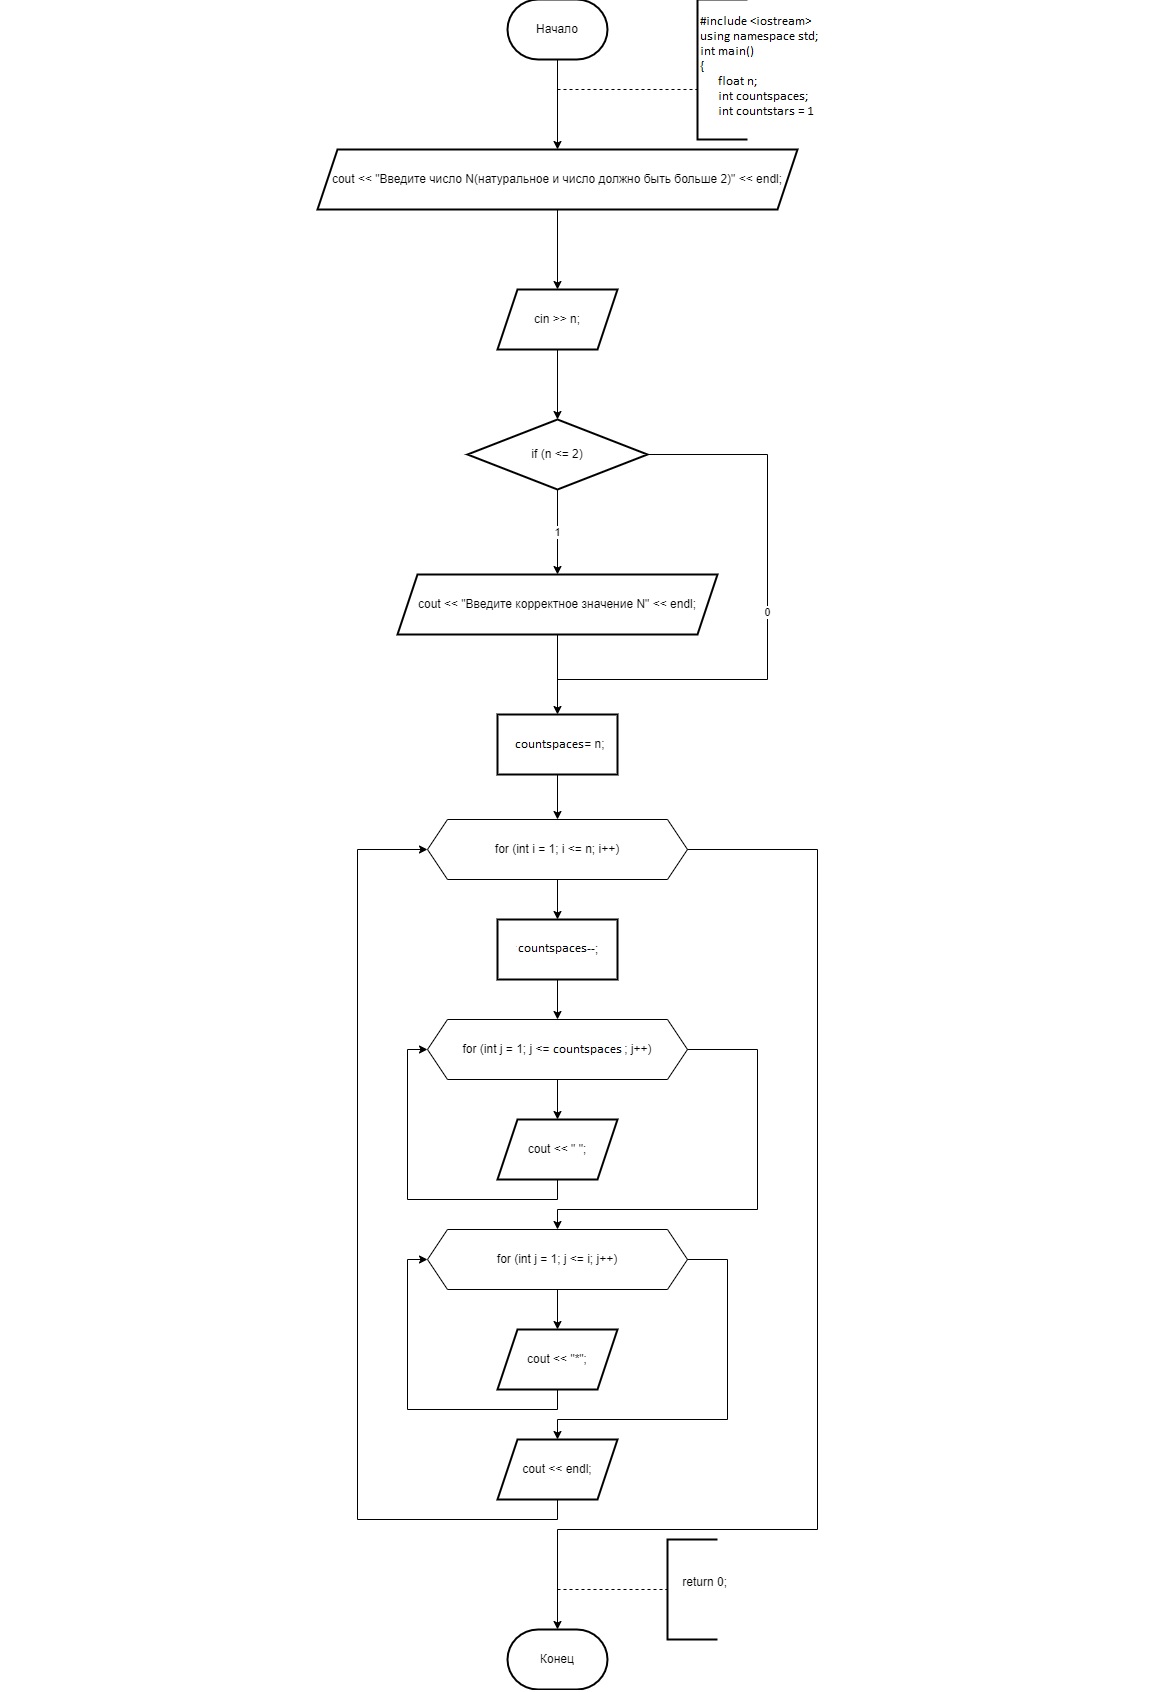 Начало
#include <iostream>
using namespace std;
int main()
{
float n;
int countspaces;
int countstars = 1
cout << "Введите число N(натуральное и число должно быть больше 2)" << endl;
cin >> n;
if (n <= 2)
1
0
cout << "Введите корректное значение N" << endl;
countspaces= n;
for (int i = 1; i <= n; i++)
countspaces--;
for (int j = 1; j <= countspaces ; j++)
cout << " ";
for (int j = 1; j <= i; j++)
cout << "*";
cout << endl;
return 0;
Конец